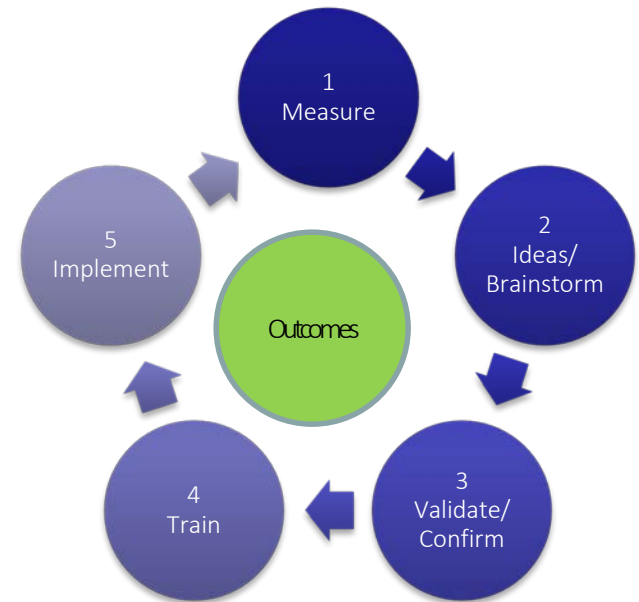 1
Measure
2
Ideas/
Brainstorm
3
Validate/
Confirm
4
Train
5
Implement
Outcomes